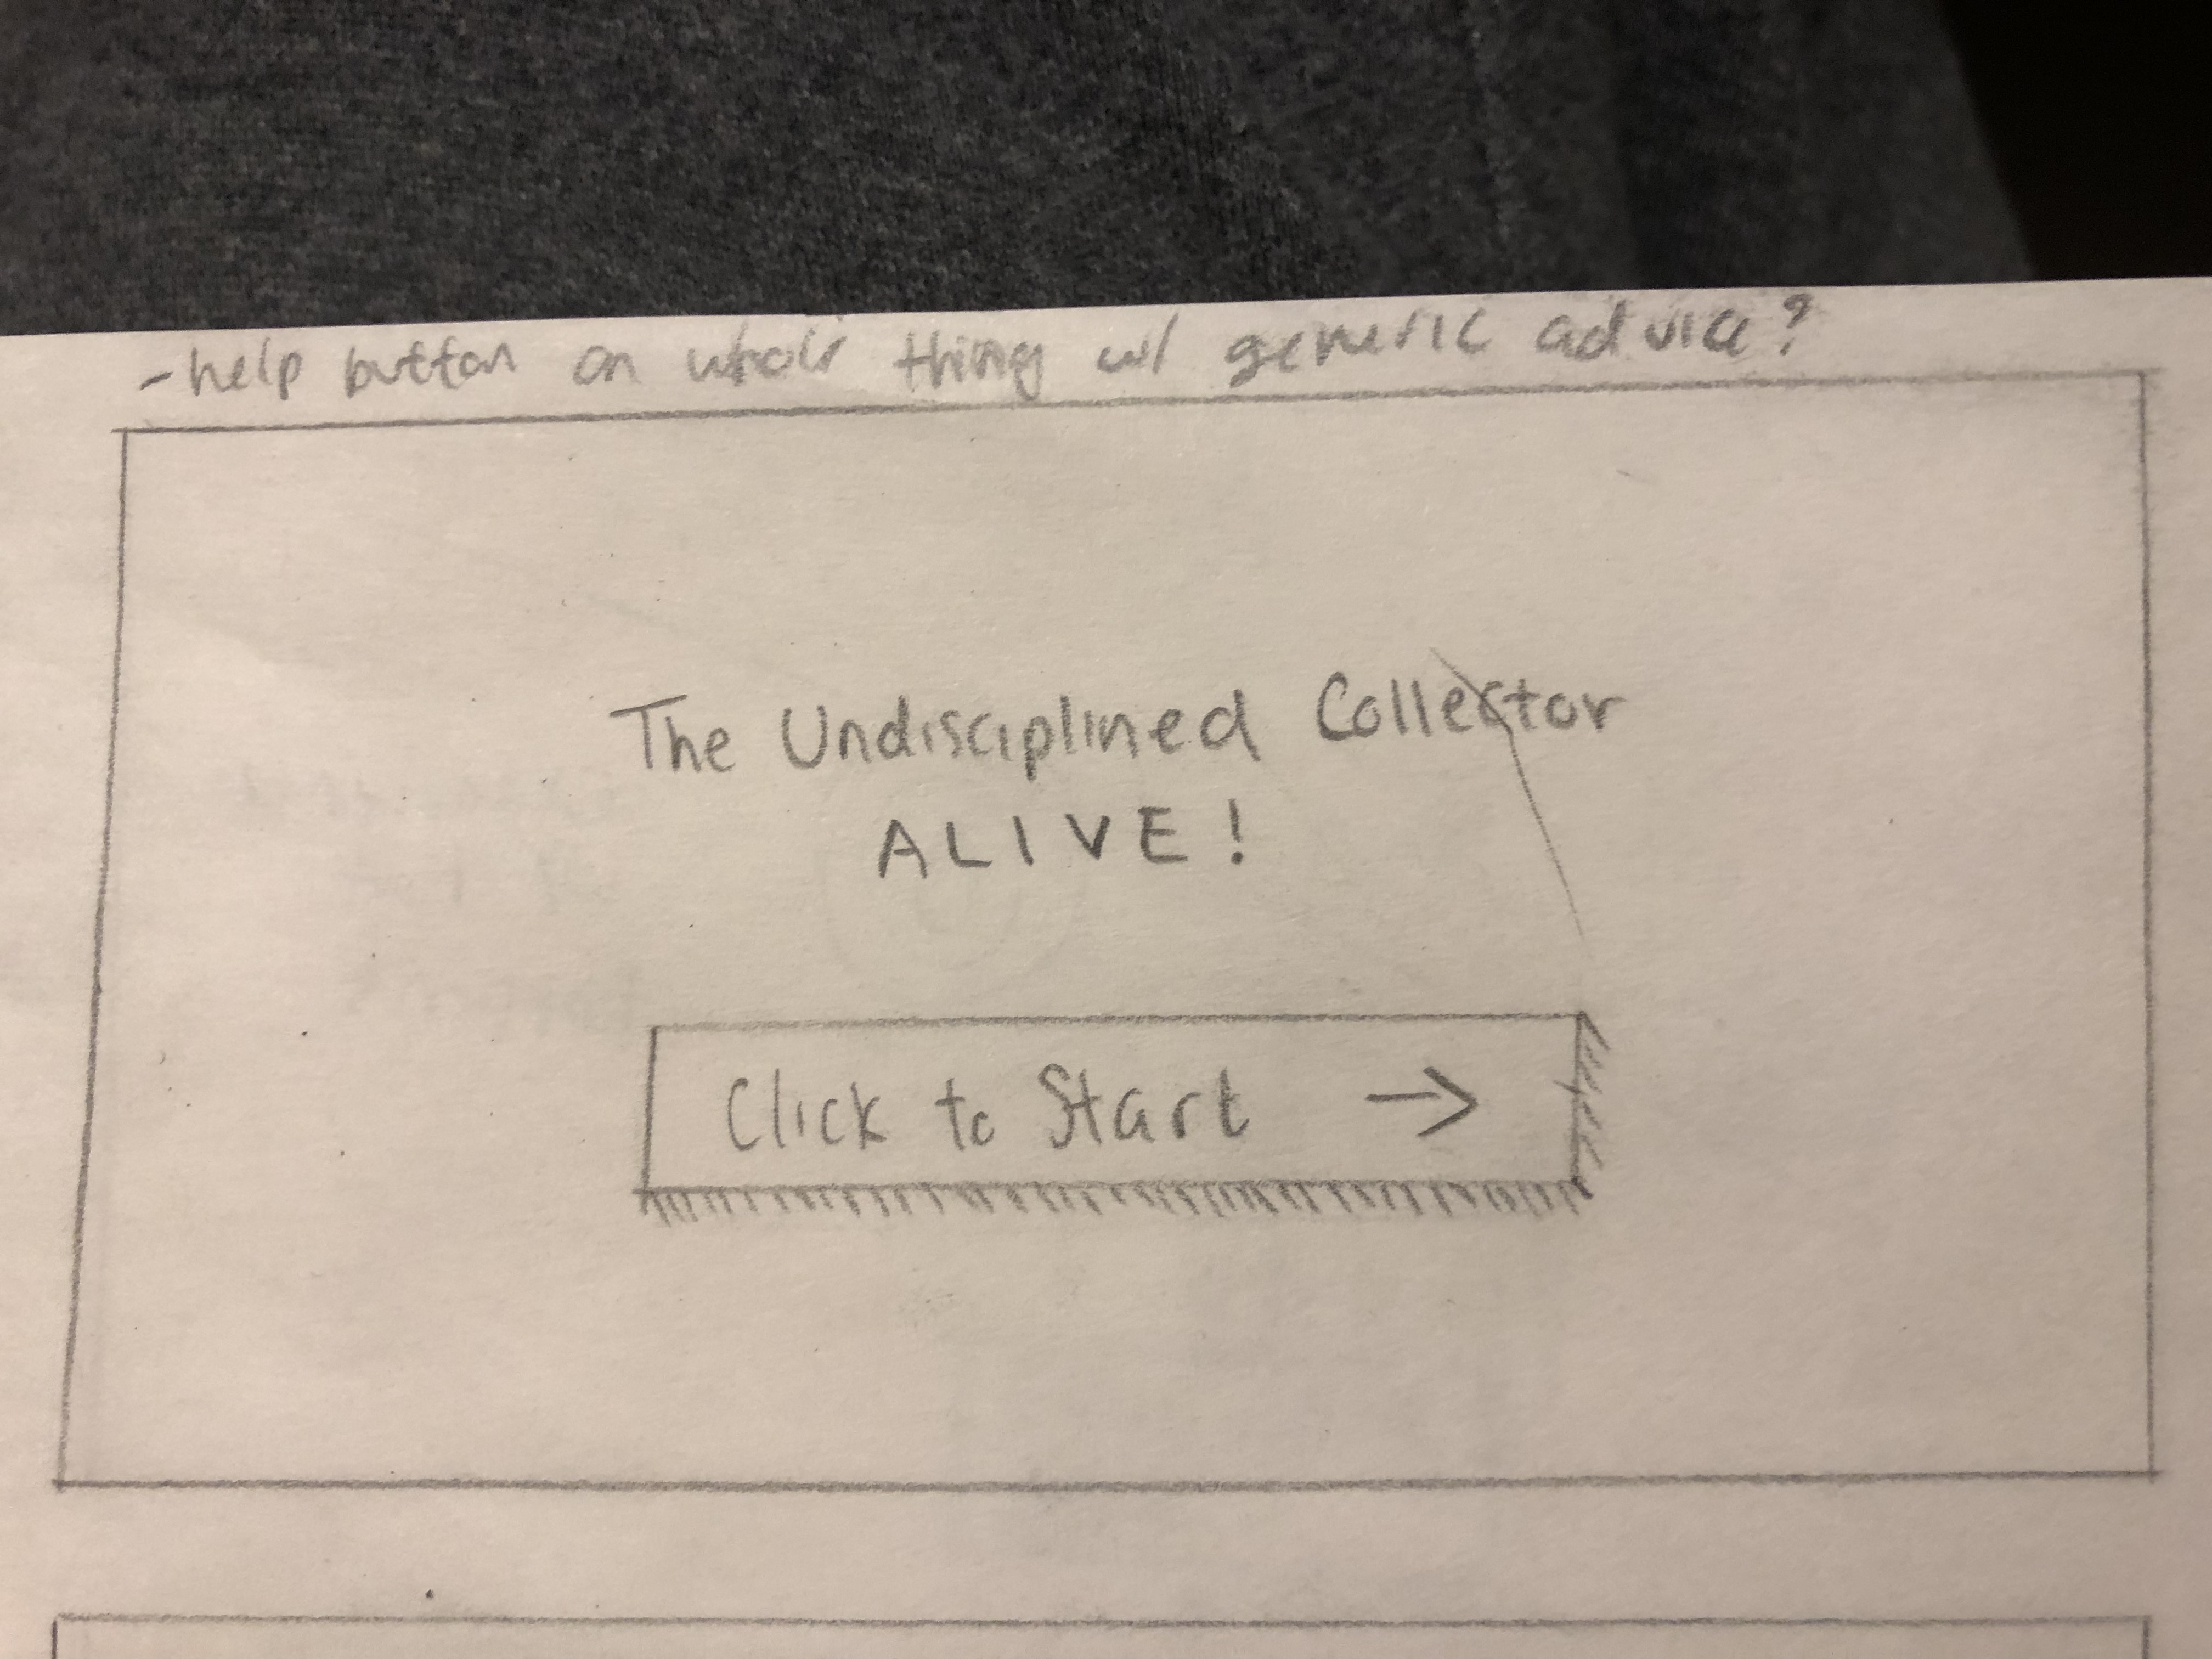 -help button on whole thing w/ generic advice?
The Undisciplined Collector
ALIVE!
Click to Start →